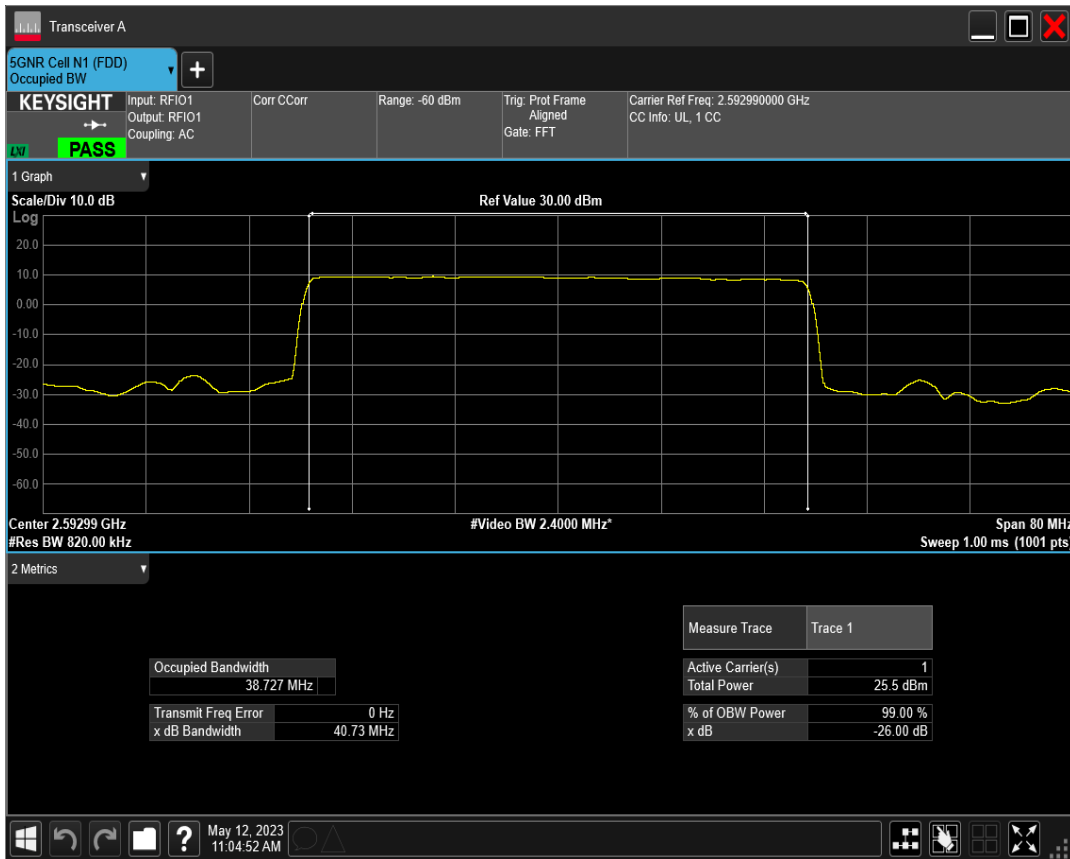 Transceiver A
5GNR Cell N1 (FDD)
Occupied BW
+
KEYSIGHT
LXI
PASS
Input: RFIO1
Output: RFIO1
Coupling: AC
Corr CCorr
Range: -60 dBm
Trig: Prot Frame
Aligned
Gate: FFT
Carrier Ref Freq: 2.592990000 GHz
CC Info: UL, 1 CC
1 Graph
Scale/Div 10.0 dB
Ref Value 30.00 dBm
Log
20.0
10.0
0.00
-10.0
-20.0
-30.0
-40.0
-50.0
-60.0
Center 2.59299 GHz
#Video BW 2.4000 MHz*
Span 80 MHz
#Res BW 820.00 kHz
Sweep 1.00 ms (1001 pts)
2 Metrics
Measure Trace Trace 1
Occupied Bandwidth
38.727 MHz
Active Carrier(s) 1
Total Power 25.5 dBm
Transmit Freq Error 0 Hz
x dB Bandwidth 40.73 MHz
% of OBW Power 99.00 %
x dB -26.00 dB
?
May 12, 2023
11:04:52 AM